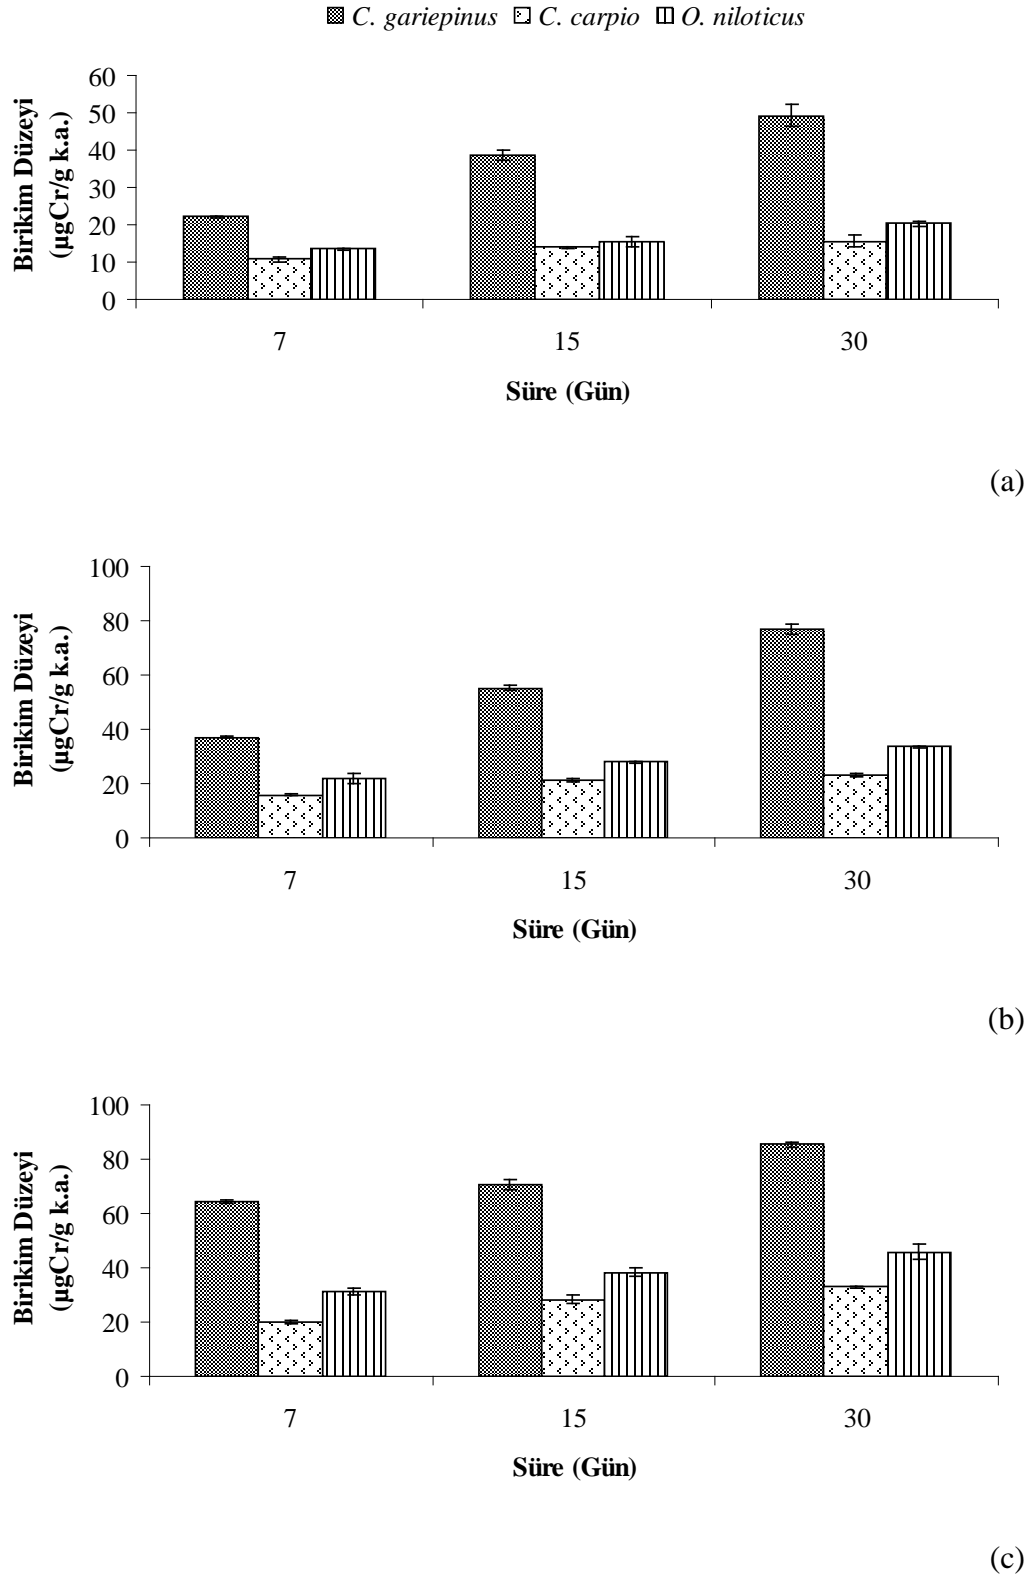 C. gariepinus C. carpio O. niloticus
Birikim Düzeyi
(µgCr/g k.a.)
60
50
40
30
20
10
0
7 15 30
Süre (Gün)
(a)
Birikim Düzeyi
(µgCr/g k.a.)
100
80
60
40
20
0
7 15 30
Süre (Gün)
(b)
Birikim Düzeyi
(µgCr/g k.a.)
100
80
60
40
20
0
7 15 30
Süre (Gün)
(c)